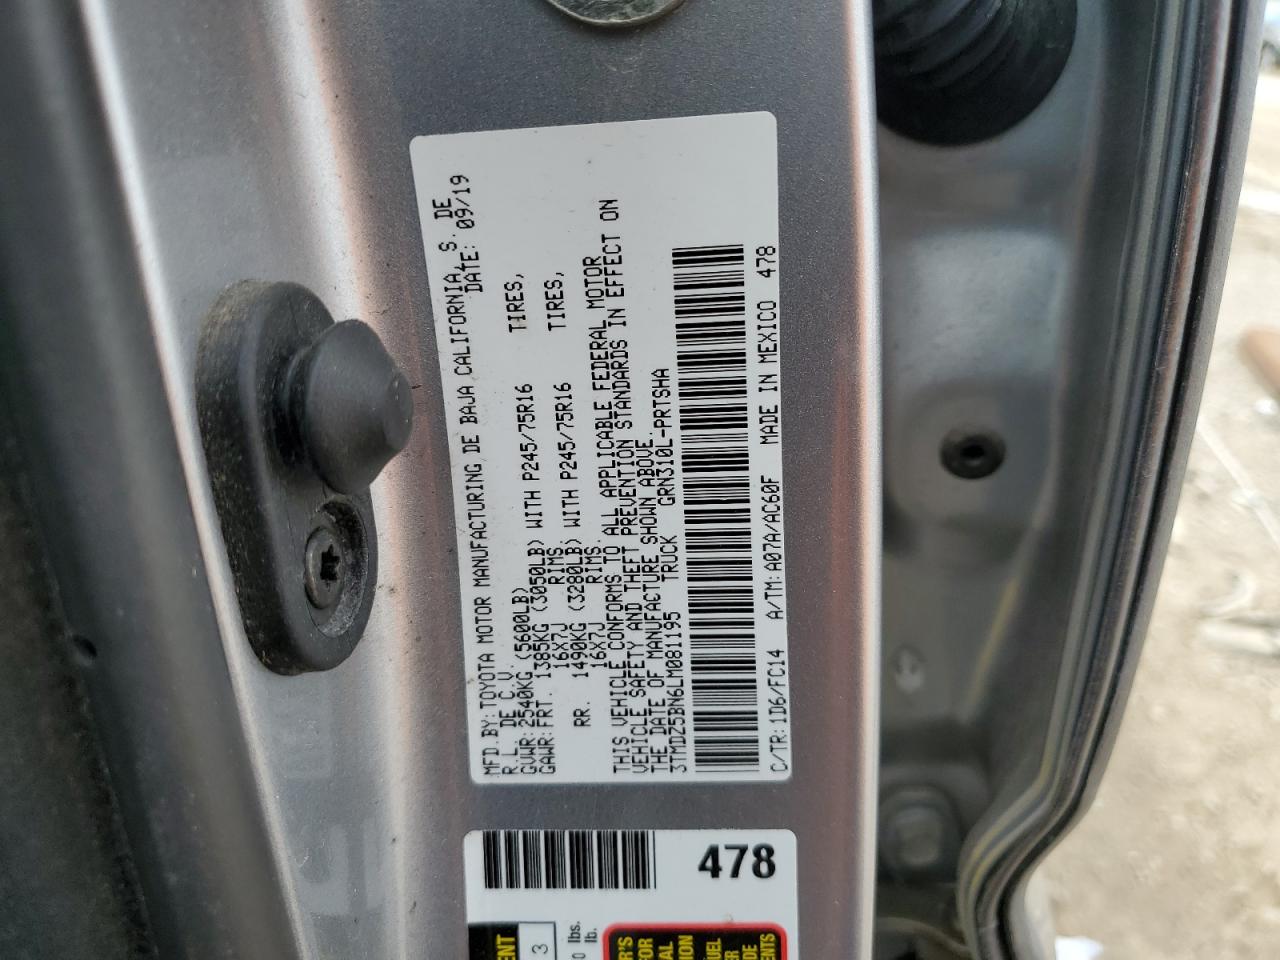 MFD.BY: TOYOTA MOTOR MANUFACTURING DE BAJA CALIFORNIA, S. DE
R.L. DE C.V. DATE: 09/19
GVWR: 2540KG (5600LB)
GAWR: FRT. 1385KG (3050LB) WITH P245/75R16 TIRES,
16X7J RIMS
RR. 1490KG (3280LB) WITH P245/75R16 TIRES,
16X7J RIMS.
THIS VEHICLE CONFORMS TO ALL APPLICABLE FEDERAL MOTOR
VEHICLE SAFETY AND THEFT PREVENTION STANDARDS IN EFFECT ON
THE DATE OF MANUFACTURE SHOWN ABOVE.
3TMDZ5BN6LM081195 TRUCK GRN310L-PRTSHA
C/TR: 1D6/FC14 A/TM: A07A/AC60F MADE IN MEXICO 478
478
3
lbs.
lb.